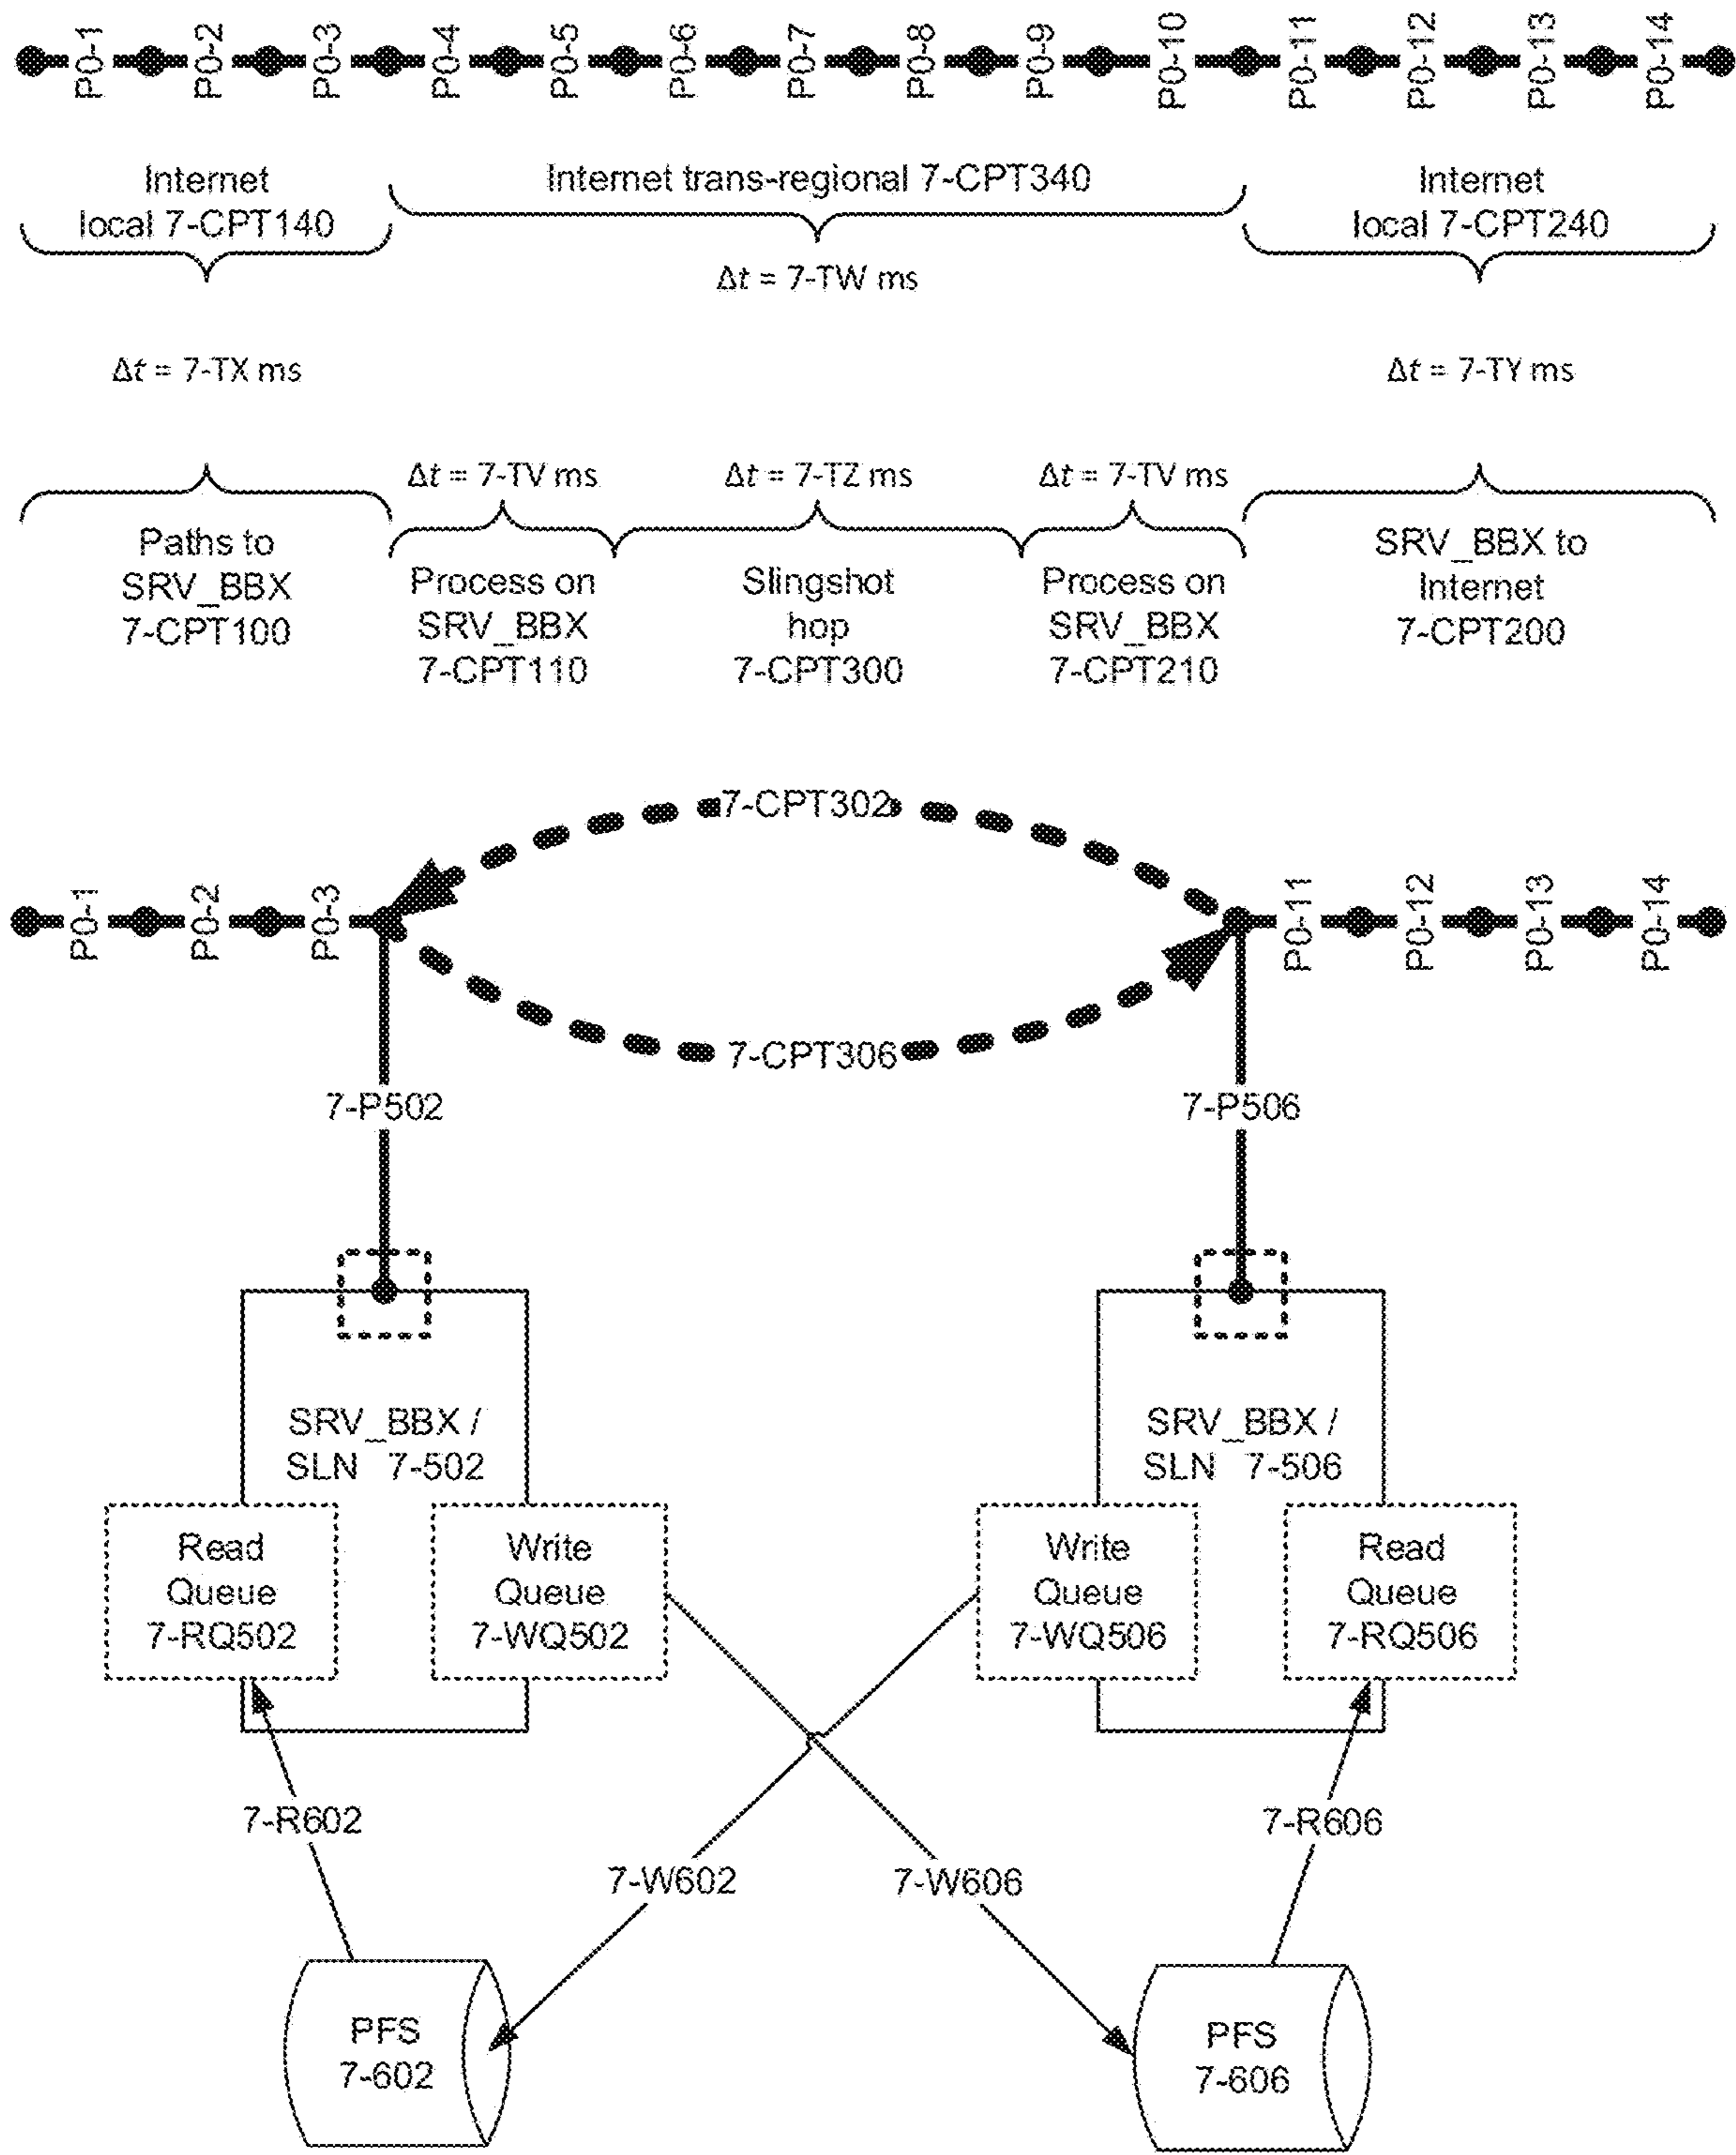 P0-1 P0-2 P0-3 P0-4 P0-5 P0-6 P0-7 P0-8 P0-9 P0-10 P0-11 P0-12 P0-13 P0-14
Internet
local 7-CPT140
Internet trans-regional 7-CPT340
Internet
local 7-CPT240
Δt = 7-TW ms
Δt = 7-TX ms
Δt = 7-TY ms
Δt = 7-TV ms
Δt = 7-TZ ms
Δt = 7-TV ms
Paths to
SRV_BBX
7-CPT100
Process on
SRV_BBX
7-CPT110
Slingshot
hop
7-CPT300
Process on
SRV_BBX
7-CPT210
SRV_BBX to
Internet
7-CPT200
7-CPT302
P0-1 P0-2 P0-3
P0-11 P0-12 P0-13 P0-14
7-CPT306
7-P502
7-P506
SRV_BBX /
SLN 7-502
SRV_BBX /
SLN 7-506
Read
Queue
7-RQ502
Write
Queue
7-WQ502
Write
Queue
7-WQ506
Read
Queue
7-RQ506
7-R602
7-R606
7-W602
7-W606
PFS
7-602
PFS
7-606